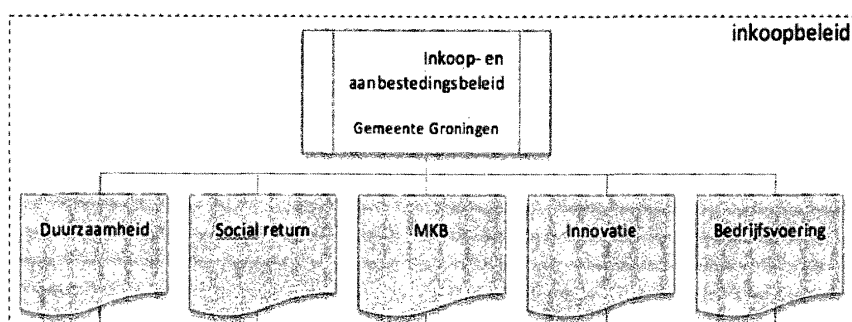 inkoopbeleid
Inkoop- en
aanbestedingsbeleid
Gemeente Groningen
Duurzaamheid
Social return
MKB
Innovatie
Bedrijfsvoering